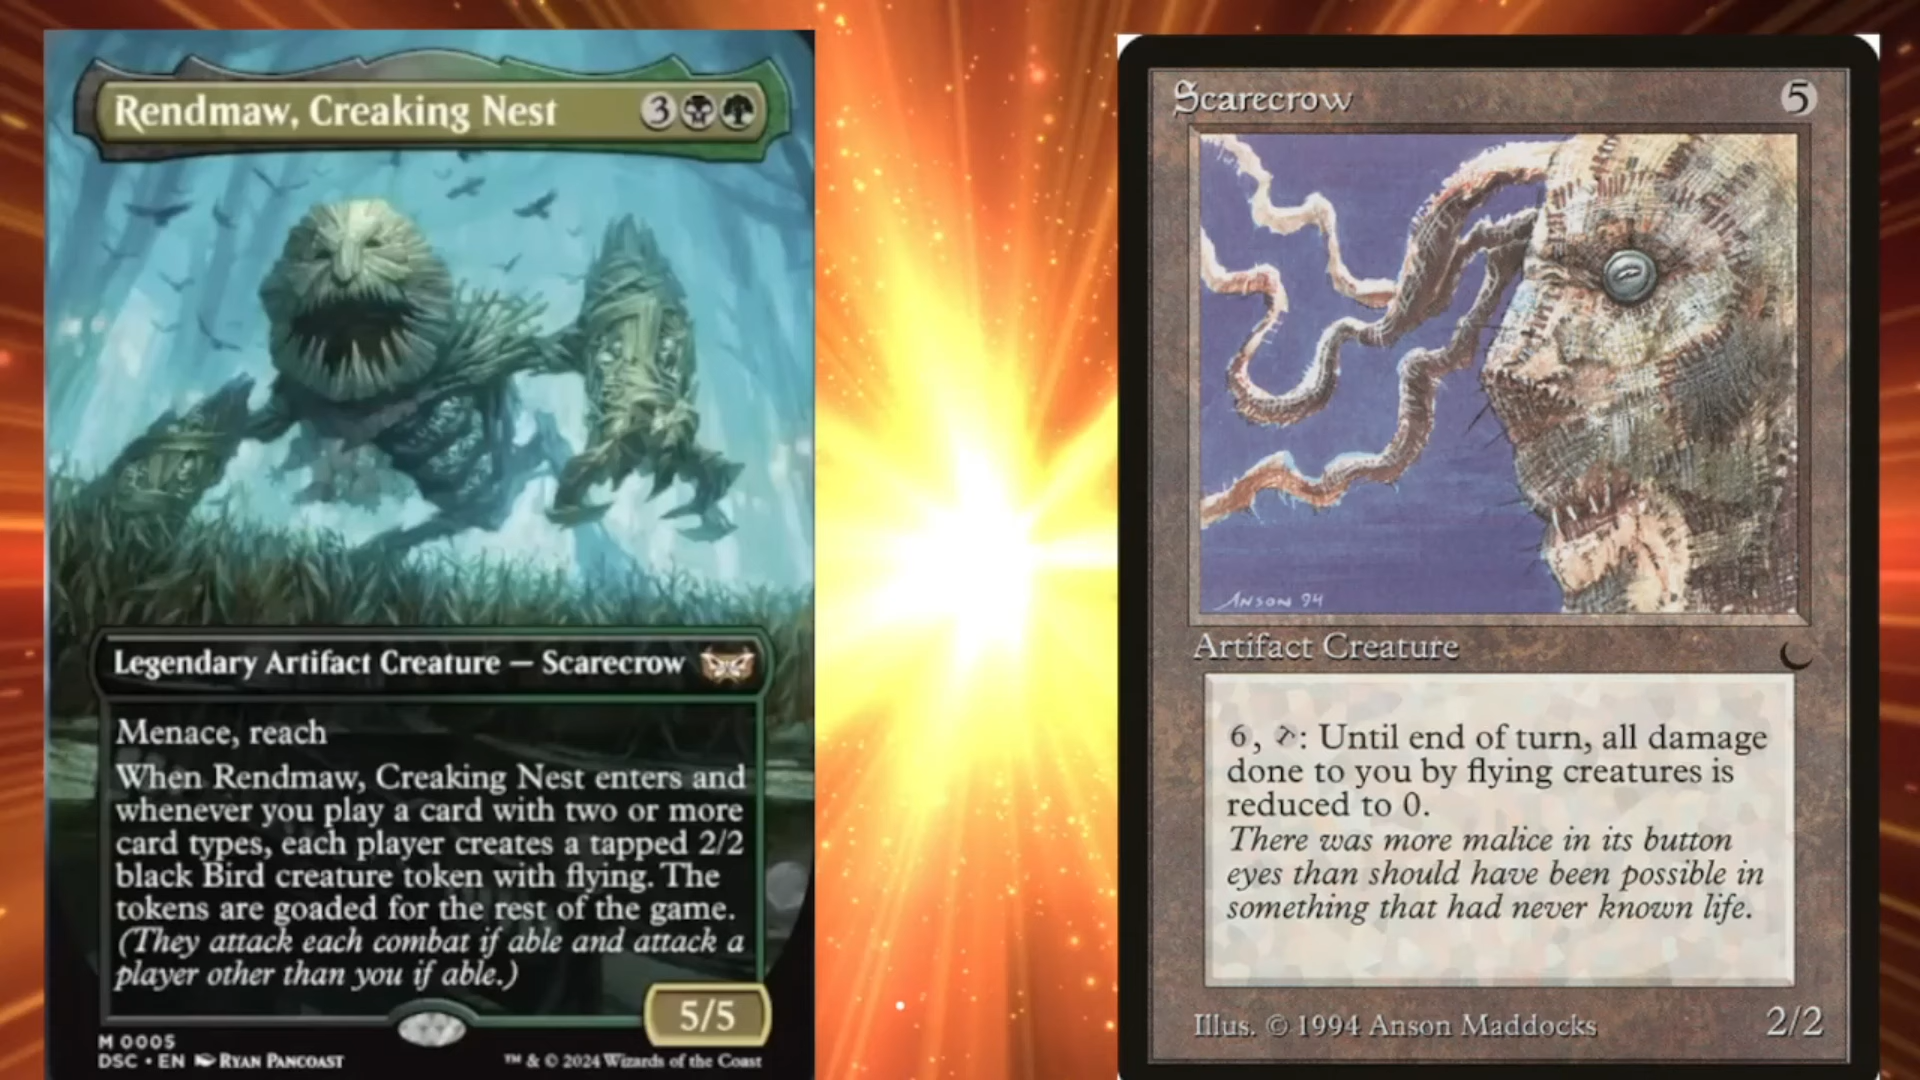 Rendmaw, Creaking Nest 3
Legendary Artifact Creature — Scarecrow
Menace, reach
When Rendmaw, Creaking Nest enters and
whenever you play a card with two or more
card types, each player creates a tapped 2/2
black Bird creature token with flying. The
tokens are goaded for the rest of the game.
(They attack each combat if able and attack a
player other than you if able.)
5/5
M 0005
DSC • EN RYAN PANCOAST
™ & © 2024 Wizards of the Coast
Scarecrow 5
ANSON 94
Artifact Creature
6, : Until end of turn, all damage
done to you by flying creatures is
reduced to 0.
There was more malice in its button
eyes than should have been possible in
something that had never known life.
Illus. © 1994 Anson Maddocks
2/2